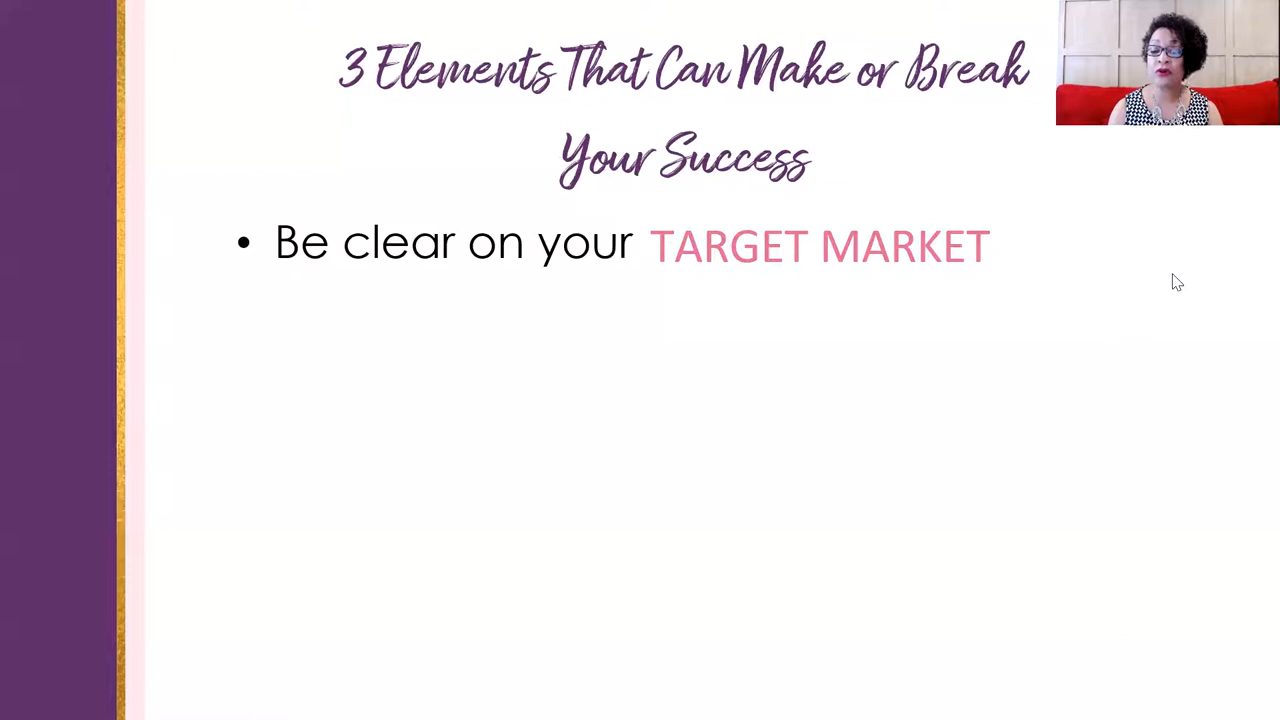 3 Elements That Can Make or Break
Your Success
• Be clear on your TARGET MARKET